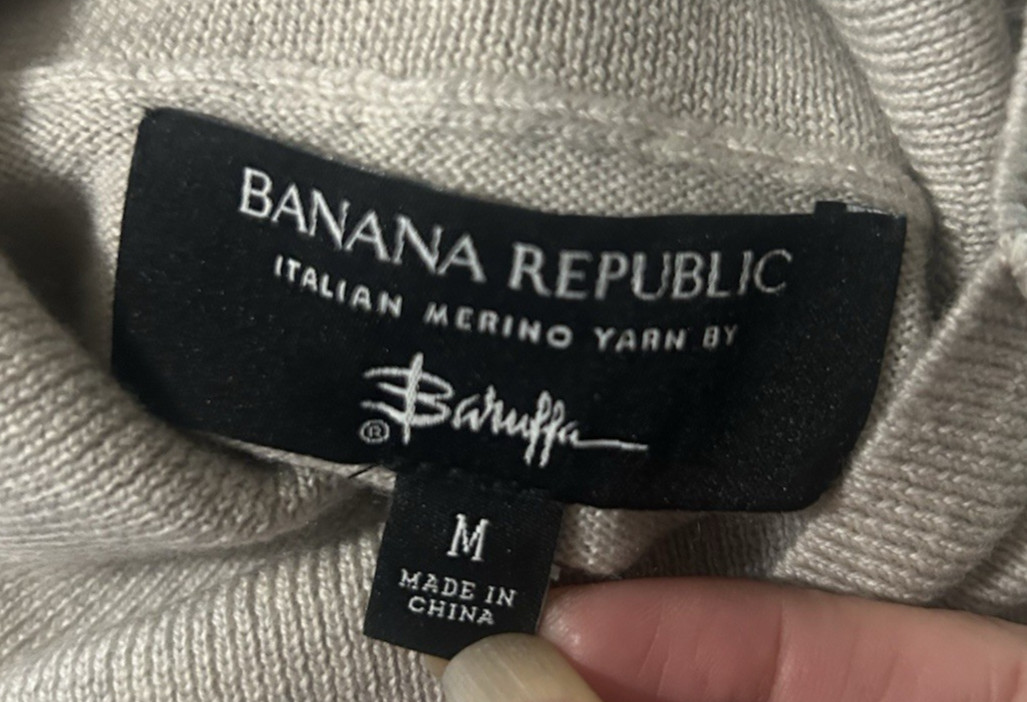 BANANA REPUBLIC
ITALIAN MERINO YARN BY
Baruffa
®
M
MADE IN
CHINA